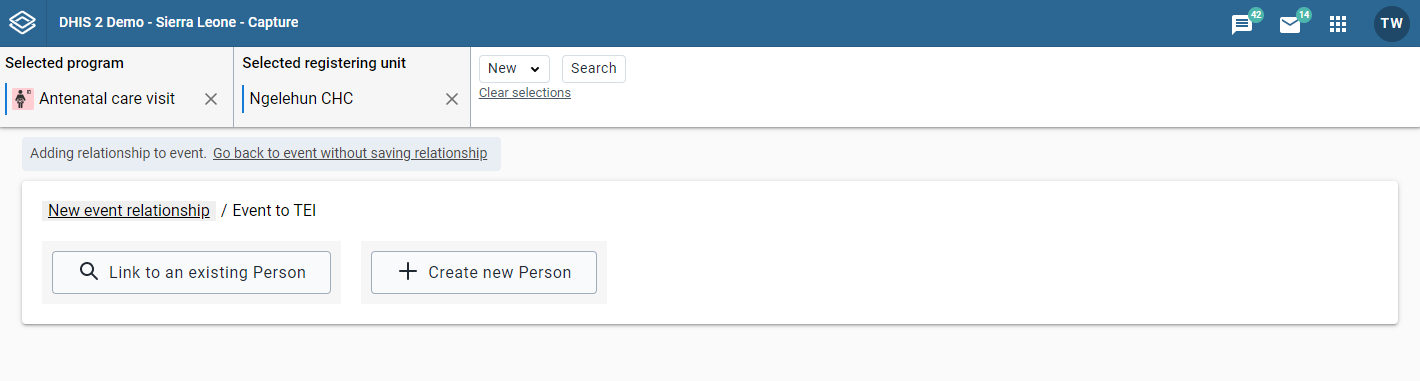 DHIS 2 Demo - Sierra Leone - Capture
42
14
TW
Selected program
Antenatal care visit
Selected registering unit
Ngelehun CHC
New
Search
Clear selections
Adding relationship to event. Go back to event without saving relationship
New event relationship / Event to TEI
Link to an existing Person
Create new Person